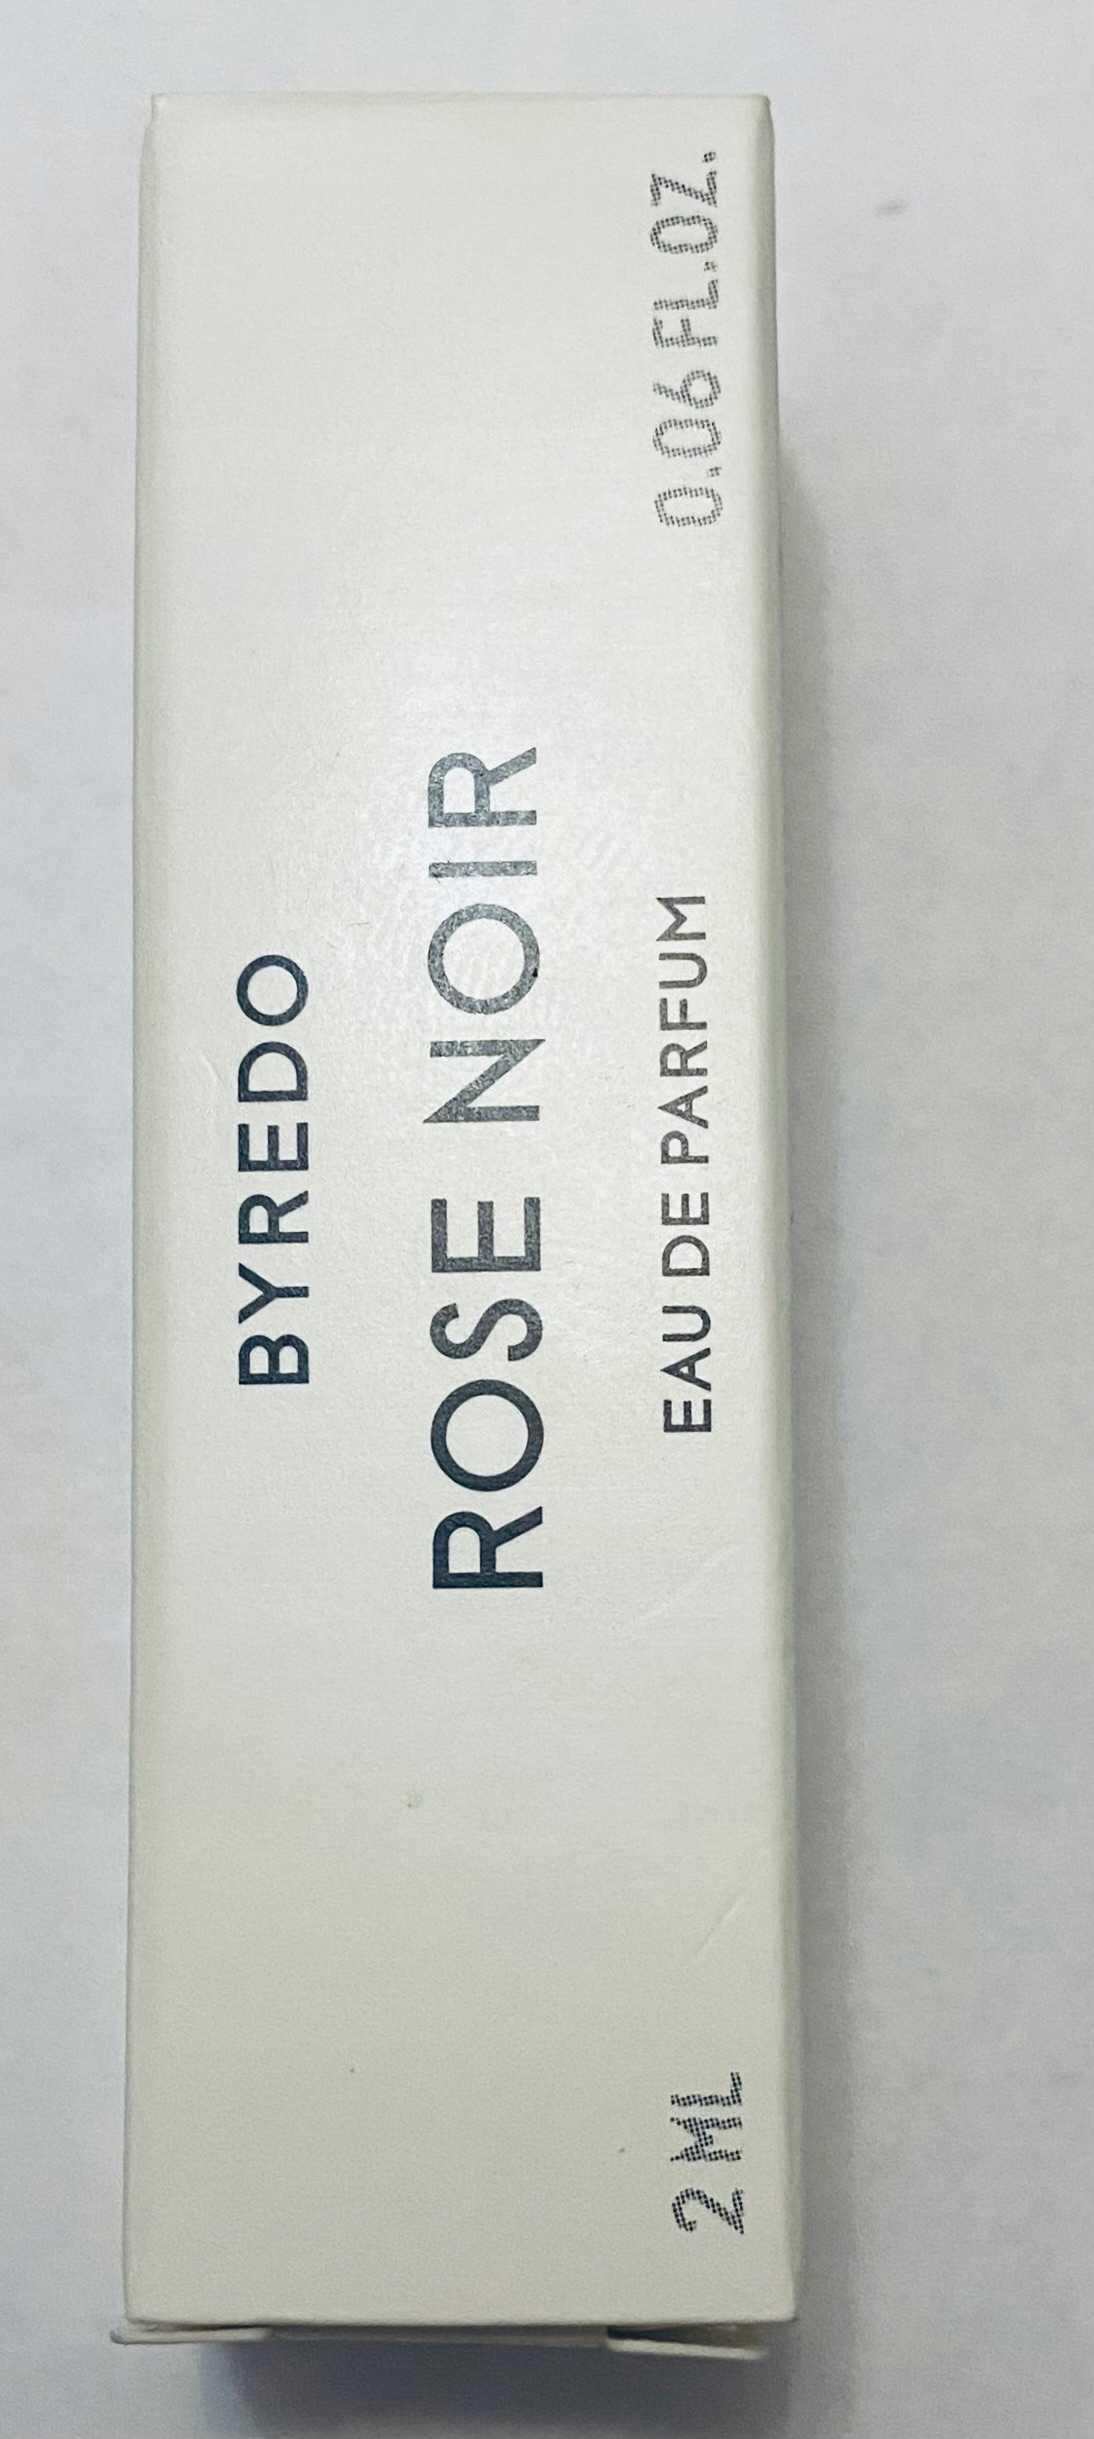 BYREDO
ROSE NOIR
EAU DE PARFUM
2 ML 0.06 FL.OZ.